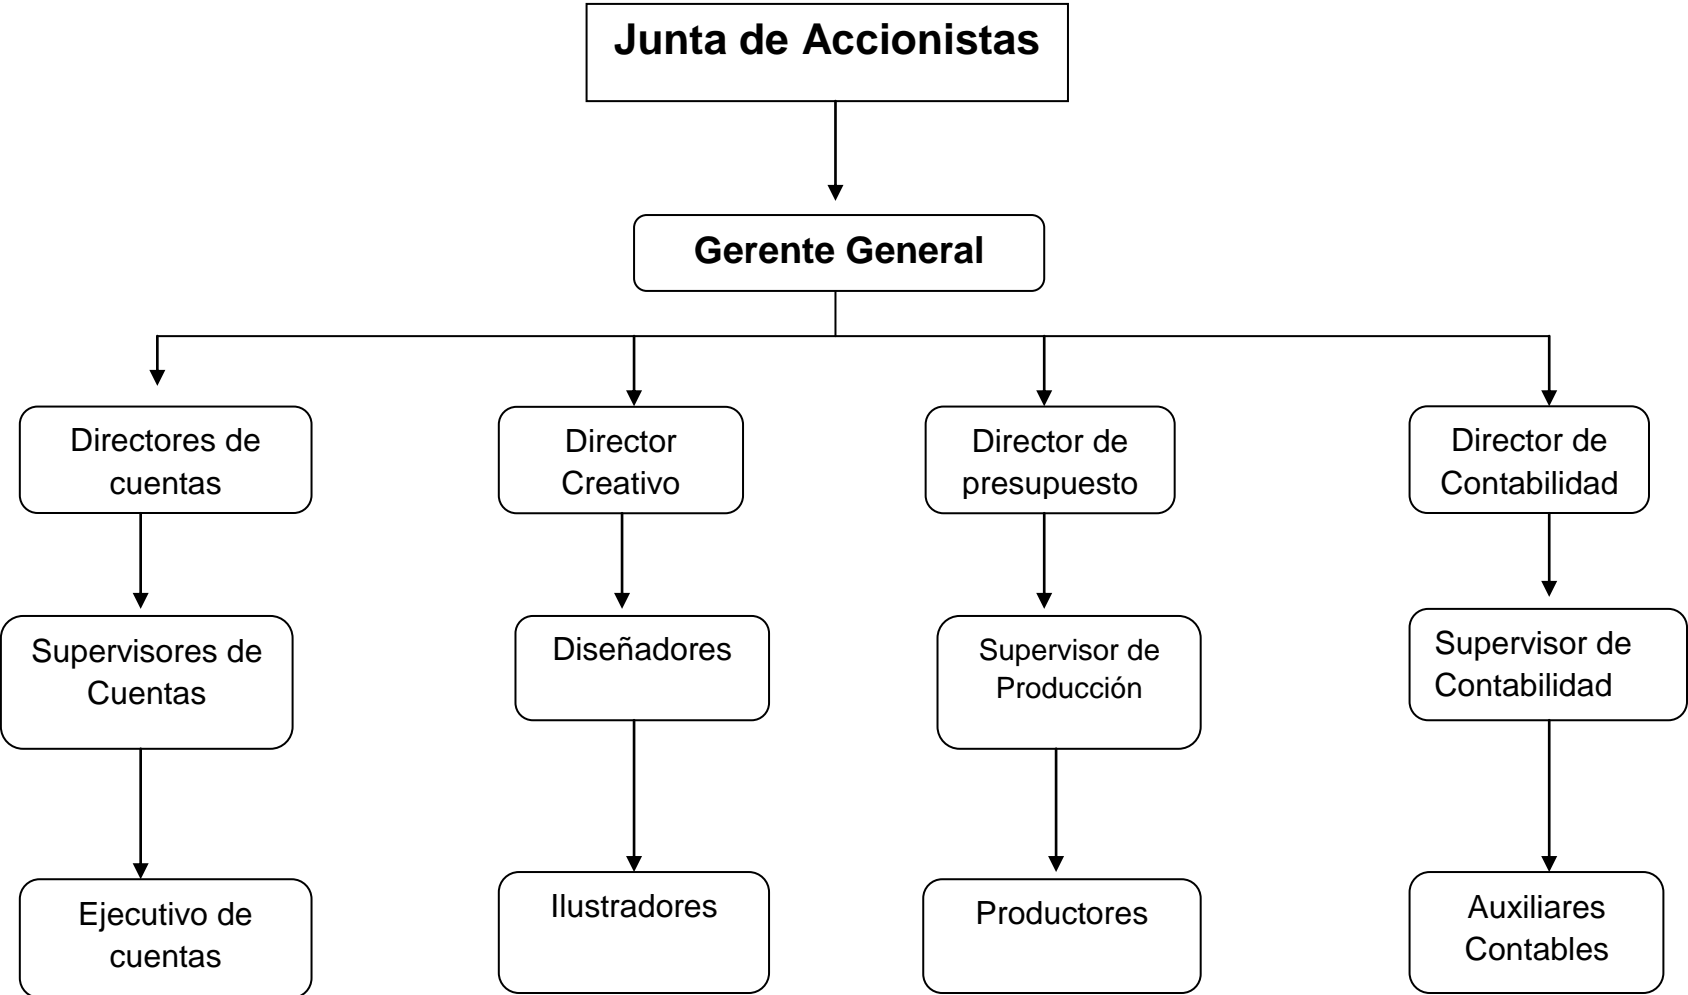 Junta de Accionistas
Gerente General
Directores de
cuentas
Director
Creativo
Director de
presupuesto
Director de
Contabilidad
Supervisores de
Cuentas
Diseñadores
Supervisor de
Producción
Supervisor de
Contabilidad
Ejecutivo de
cuentas
Ilustradores
Productores
Auxiliares
Contables